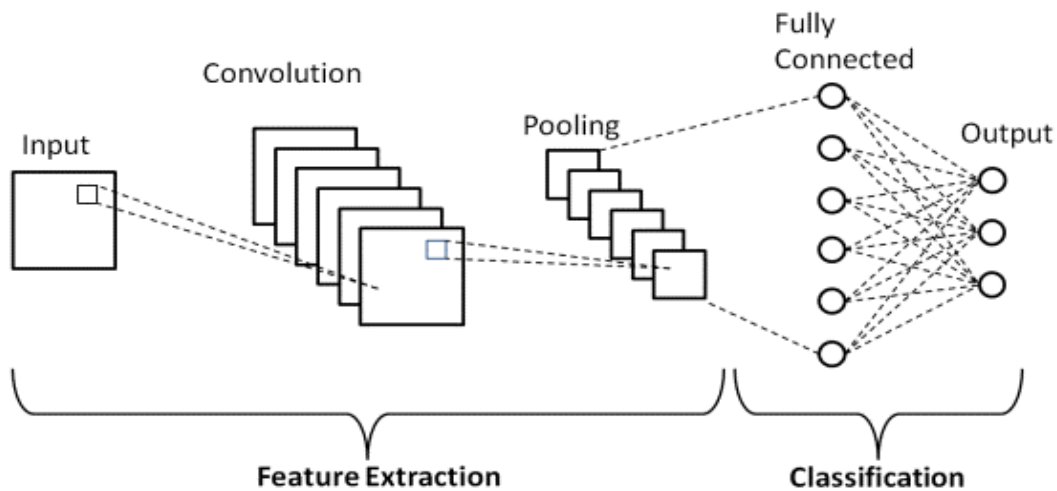 Input
Convolution
Pooling
Fully
Connected
Output
Feature Extraction
Classification